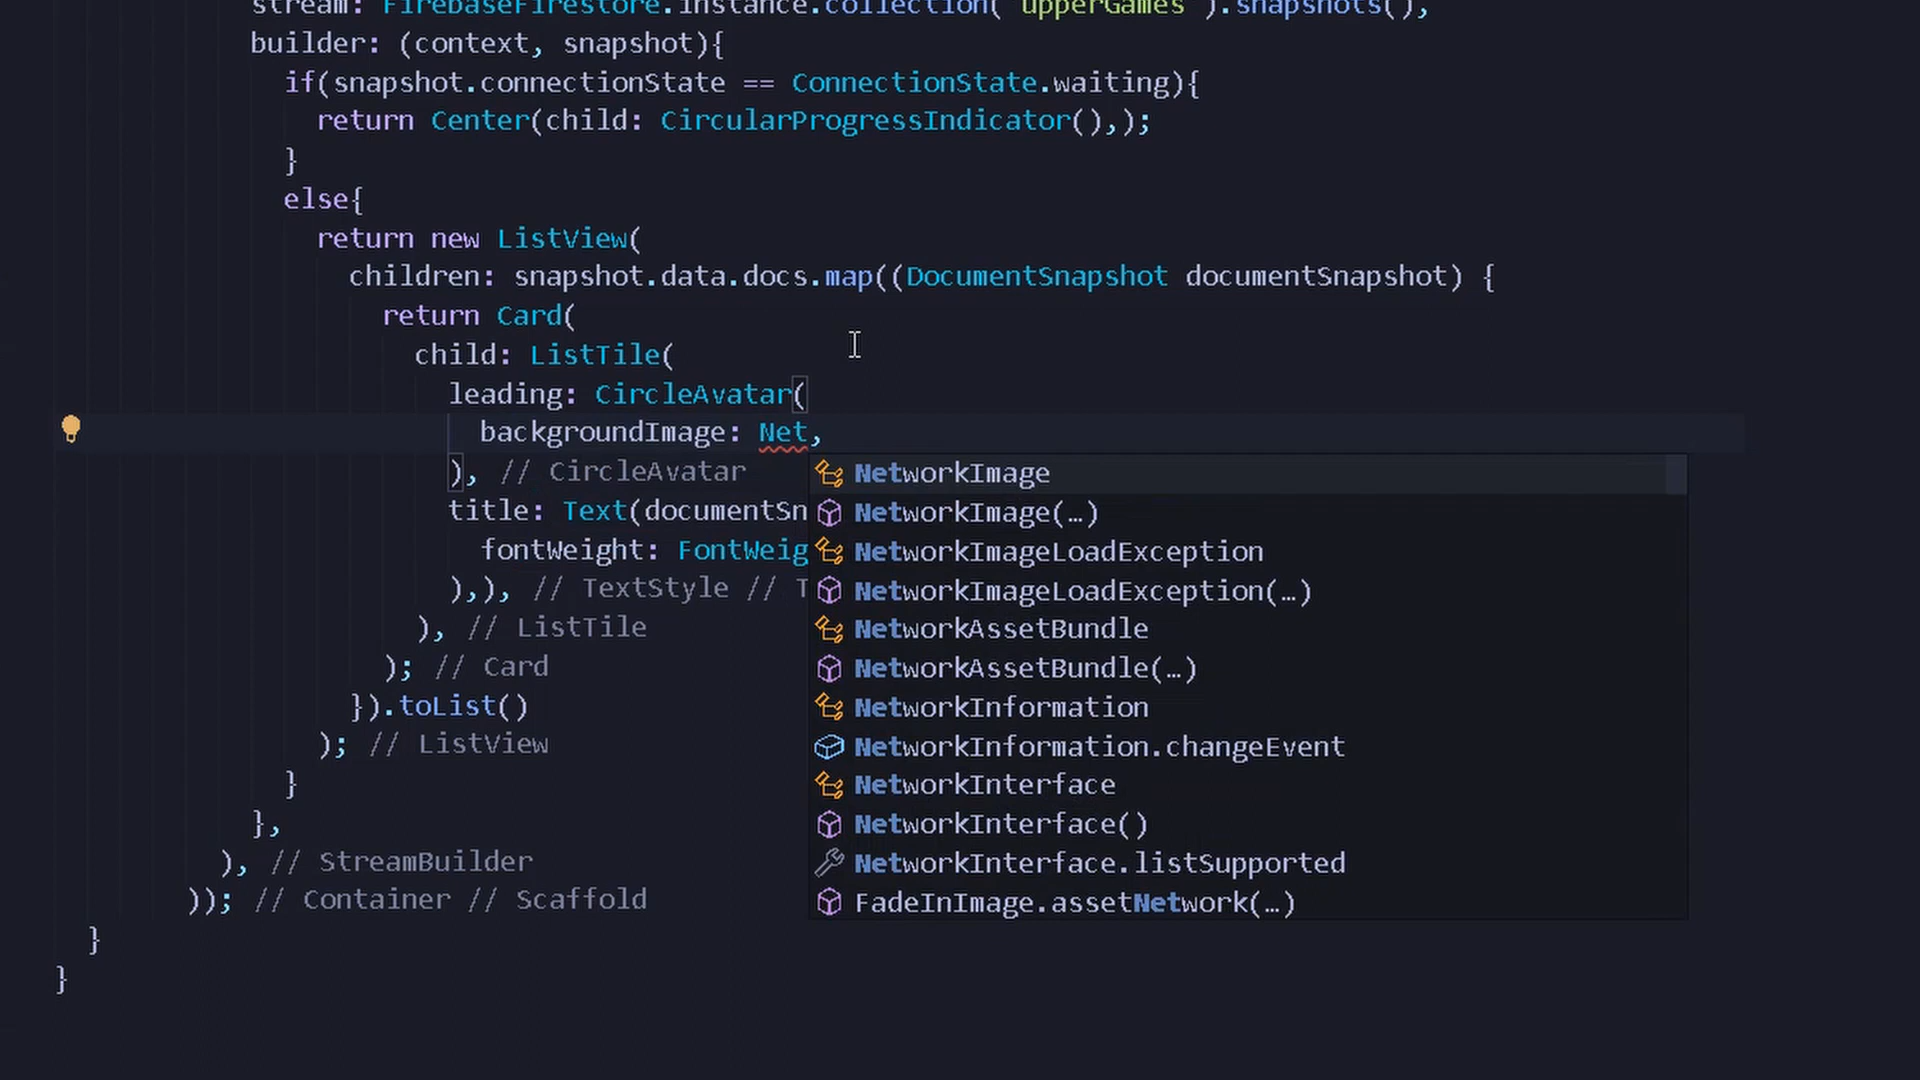 stream: FirebaseFirestore.instance.collection("upperGames").snapshots(),
builder: (context, snapshot){
if(snapshot.connectionState == ConnectionState.waiting){
return Center(child: CircularProgressIndicator(),);
}
else{
return new ListView(
children: snapshot.data.docs.map((DocumentSnapshot documentSnapshot) {
return Card(
child: ListTile(
leading: CircleAvatar(
backgroundImage: Net,
), // CircleAvatar
title: Text(documentSn
fontWeight: FontWeig
),), // TextStyle // T
), // ListTile
); // Card
}).toList()
); // ListView
}
},
), // StreamBuilder
)); // Container // Scaffold
}
}
NetworkImage
NetworkImage(…)
NetworkImageLoadException
NetworkImageLoadException(…)
NetworkAssetBundle
NetworkAssetBundle(…)
NetworkInformation
NetworkInformation.changeEvent
NetworkInterface
NetworkInterface()
NetworkInterface.listSupported
FadeInImage.assetNetwork(…)